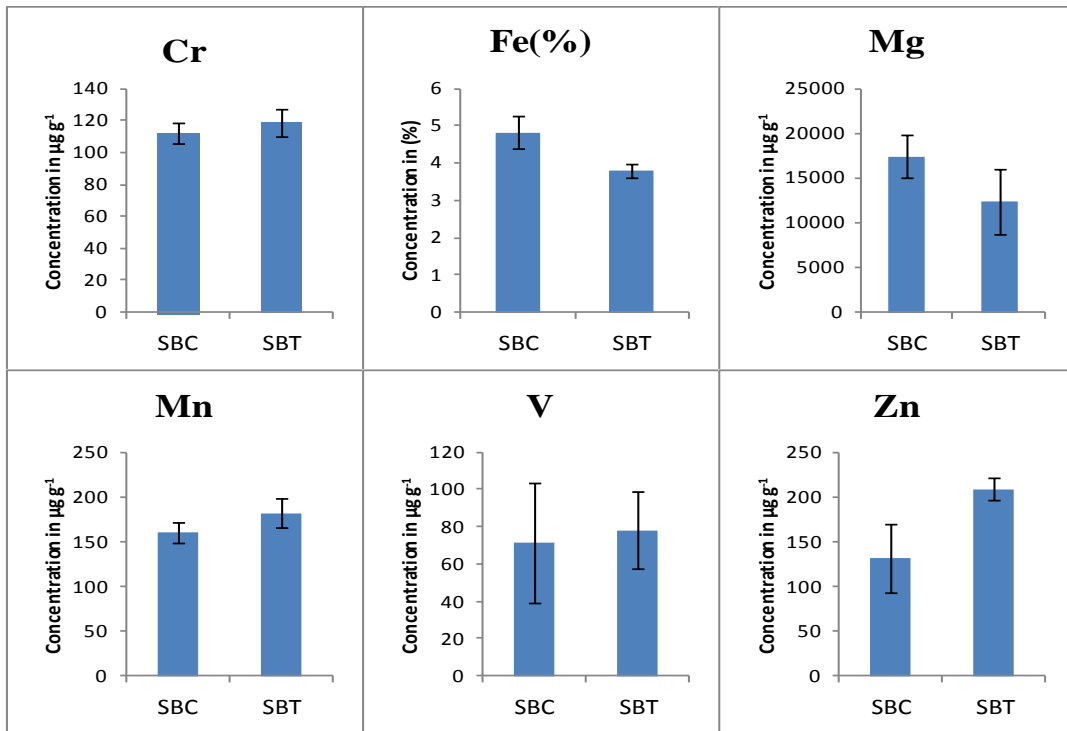 Cr
Concentration in µg g⁻¹
140
120
100
80
60
40
20
0
SBC SBT
Fe(%)
Concentration in (%)
6
5
4
3
2
1
0
SBC SBT
Mg
Concentration in µg g⁻¹
25000
20000
15000
10000
5000
0
SBC SBT
Mn
Concentration in µg g⁻¹
250
200
150
100
50
0
SBC SBT
V
Concentration in µg g⁻¹
120
100
80
60
40
20
0
SBC SBT
Zn
Concentration in µg g⁻¹
250
200
150
100
50
0
SBC SBT